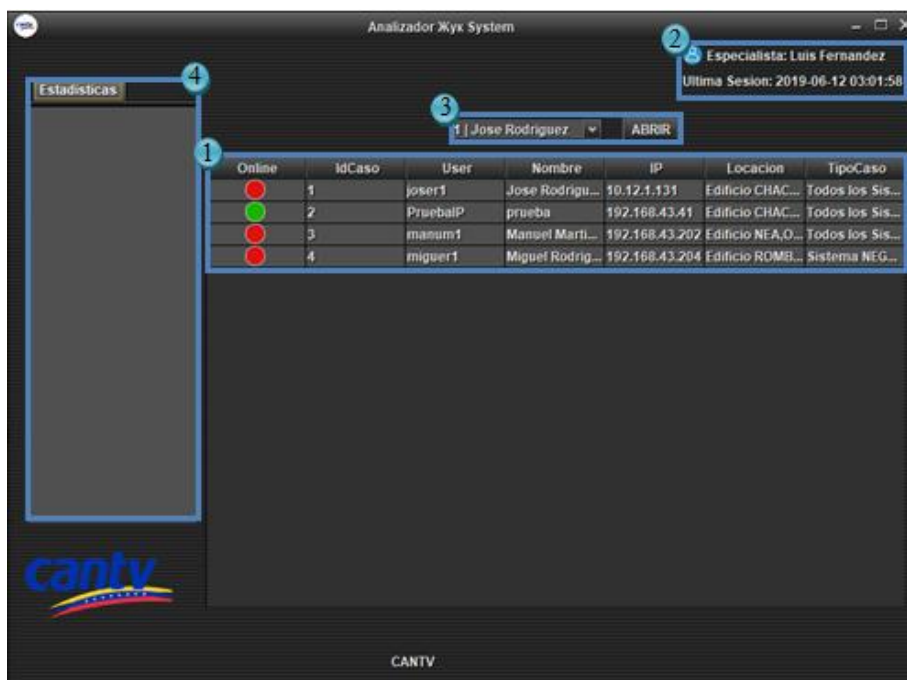 cantv
Analizador Жук System
2
Especialista: Luis Fernandez
Ultima Sesion: 2019-06-12 03:01:58
4
Estadisticas
3
1 | Jose Rodriguez ABRIR
1
Online IdCaso User Nombre IP Locacion TipoCaso
1 joser1 Jose Rodrigu... 10.12.1.131 Edificio CHAC... Todos los Sis...
2 PruebaIP prueba 192.168.43.41 Edificio CHAC... Todos los Sis...
3 manum1 Manuel Marti... 192.168.43.202 Edificio NEA,O... Todos los Sis...
4 miguer1 Miguel Rodrig... 192.168.43.204 Edificio ROMB... Sistema NEG...
cantv
CANTV